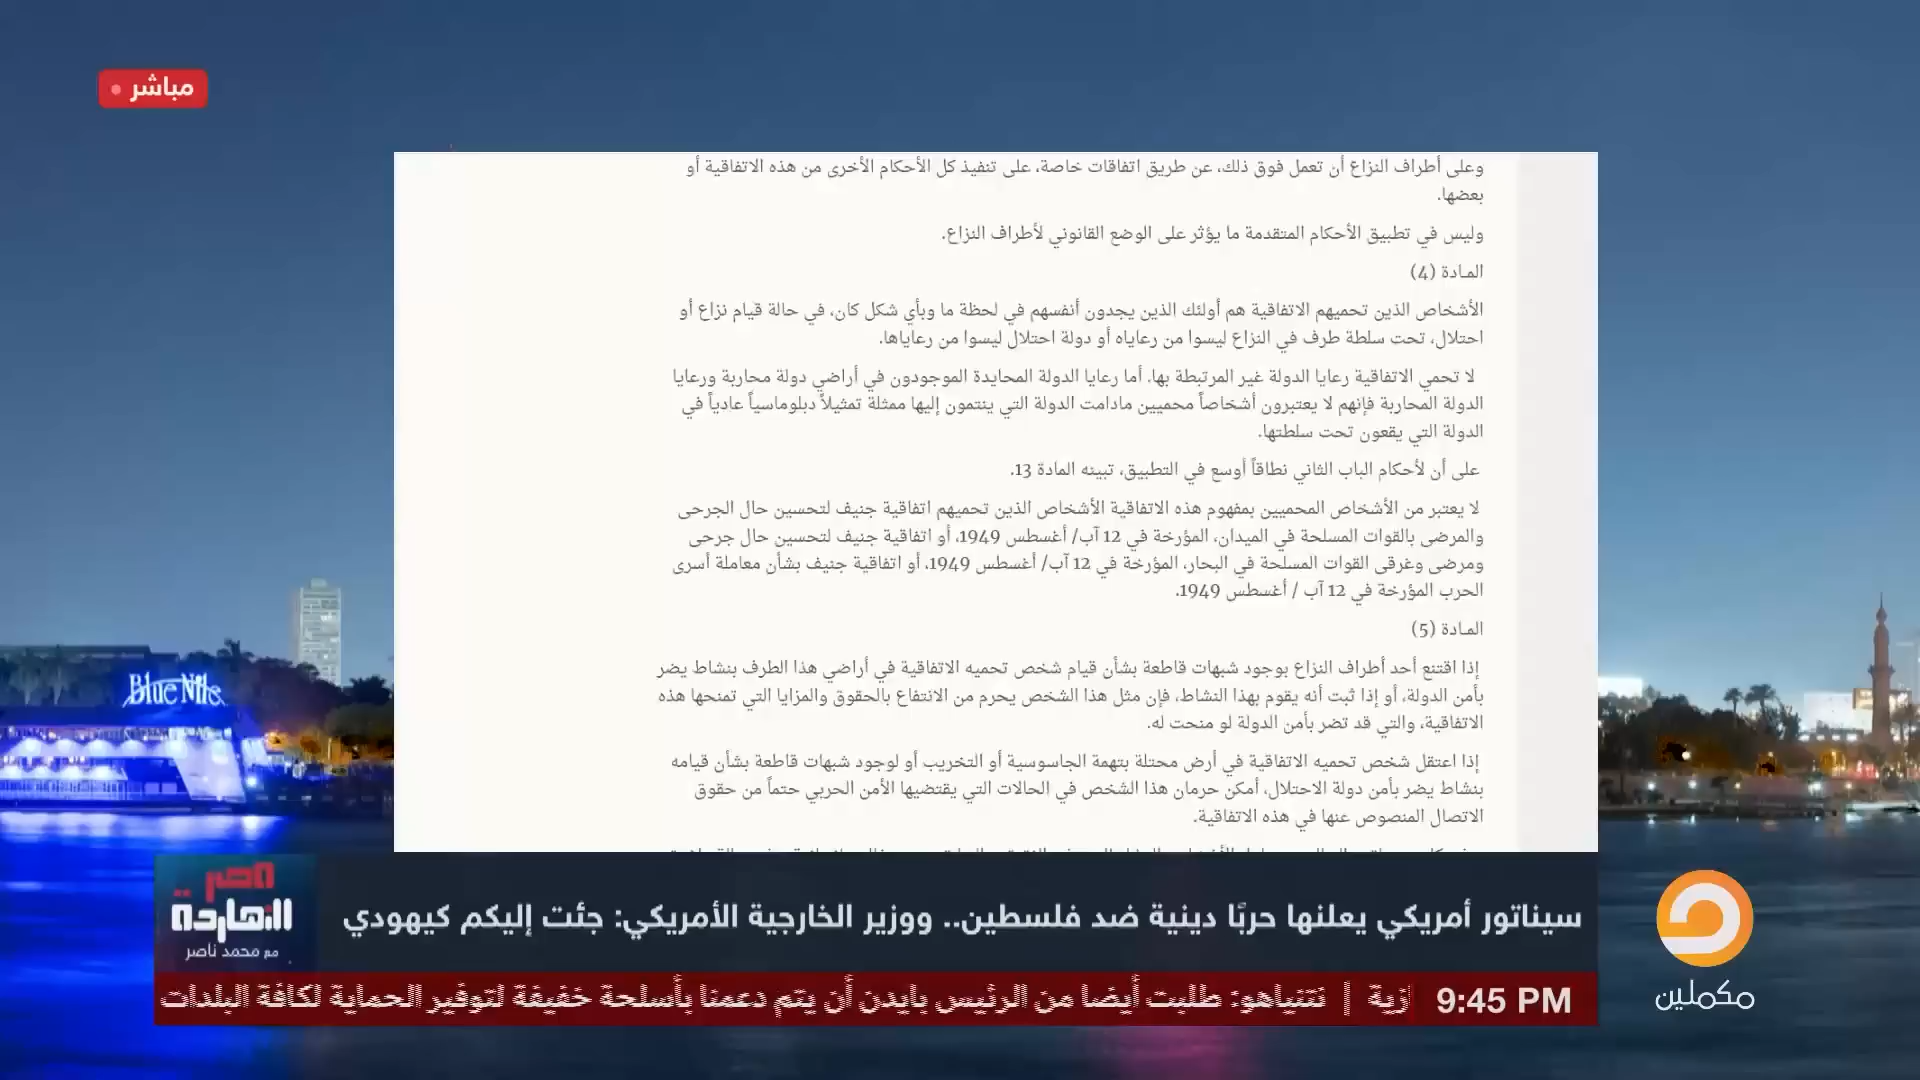 مباشر
وعلى أطراف النزاع أن تعمل فوق ذلك، عن طريق اتفاقات خاصة، على تنفيذ كل الأحكام الأخرى من هذه الاتفاقية أو
بعضها.
وليس في تطبيق الأحكام المتقدمة ما يؤثر على الوضع القانوني لأطراف النزاع.
المـادة (4)
الأشخاص الذين تحميهم الاتفاقية هم أولئك الذين يجدون أنفسهم في لحظة ما وبأي شكل كان، في حالة قيام نزاع أو
احتلال، تحت سلطة طرف في النزاع ليسوا من رعاياه أو دولة احتلال ليسوا من رعاياها.
لا تحمي الاتفاقية رعايا الدولة غير المرتبطة بها. أما رعايا الدولة المحايدة الموجودون في أراضي دولة محاربة ورعايا
الدولة المحاربة فإنهم لا يعتبرون أشخاصاً محميين مادامت الدولة التي ينتمون إليها ممثلة تمثيلاً دبلوماسياً عادياً في
الدولة التي يقعون تحت سلطتها.
على أن لأحكام الباب الثاني نطاقاً أوسع في التطبيق، تبينه المادة 13.
لا يعتبر من الأشخاص المحميين بمفهوم هذه الاتفاقية الأشخاص الذين تحميهم اتفاقية جنيف لتحسين حال الجرحى
والمرضى بالقوات المسلحة في الميدان، المؤرخة في 12 آب/ أغسطس 1949، أو اتفاقية جنيف لتحسين حال جرحى
ومرضى وغرقى القوات المسلحة في البحار، المؤرخة في 12 آب/ أغسطس 1949، أو اتفاقية جنيف بشأن معاملة أسرى
الحرب المؤرخة في 12 آب / أغسطس 1949.
المـادة (5)
إذا اقتنع أحد أطراف النزاع بوجود شبهات قاطعة بشأن قيام شخص تحميه الاتفاقية في أراضي هذا الطرف بنشاط يضر
بأمن الدولة، أو إذا ثبت أنه يقوم بهذا النشاط، فإن مثل هذا الشخص يحرم من الانتفاع بالحقوق والمزايا التي تمنحها هذه
الاتفاقية، والتي قد تضر بأمن الدولة لو منحت له.
إذا اعتقل شخص تحميه الاتفاقية في أرض محتلة بتهمة الجاسوسية أو التخريب أو لوجود شبهات قاطعة بشأن قيامه
بنشاط يضر بأمن دولة الاحتلال، أمكن حرمان هذا الشخص في الحالات التي يقتضيها الأمن الحربي حتماً من حقوق
الاتصال المنصوص عنها في هذه الاتفاقية.
Blue Nile
سيناتور أمريكي يعلنها حربًا دينية ضد فلسطين.. ووزير الخارجية الأمريكي: جئت إليكم كيهودي
مصر
النهاردة
مع محمد ناصر
9:45 PM
ازية | نتنياهو: طلبت أيضا من الرئيس بايدن أن يتم دعمنا بأسلحة خفيفة لتوفير الحماية لكافة البلدات
مكملين